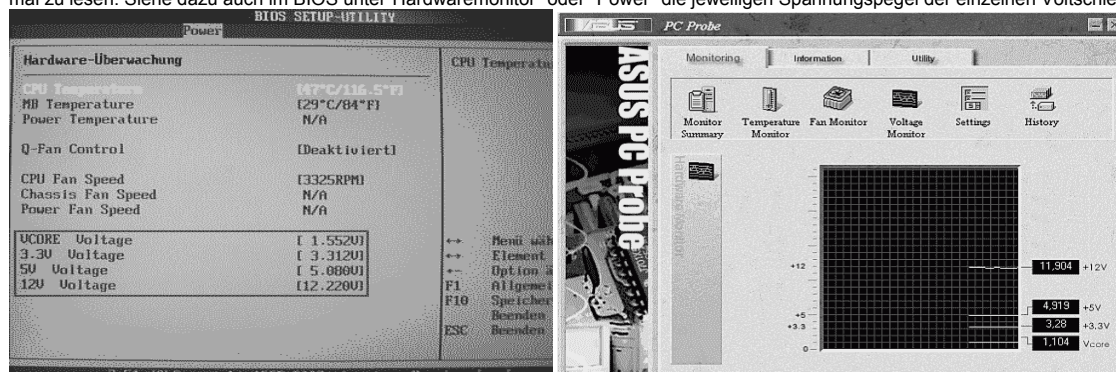 mal zu lesen. Siehe dazu auch im BIOS unter "Hardwaremonitor" oder "Power" die jeweiligen Spannungspegel der einzelnen Voltschie
BIOS SETUP-UTILITY
Power
Hardware-Überwachung
CPU Temperature [47°C/116.5°F]
MB Temperature [29°C/84°F]
Power Temperature N/A
Q-Fan Control [Deaktiviert]
CPU Fan Speed [3325RPM]
Chassis Fan Speed N/A
Power Fan Speed N/A
VCORE Voltage [ 1.552V]
3.3V Voltage [ 3.312V]
5V Voltage [ 5.080V]
12V Voltage [12.220V]
CPU Temperatu
↔ Menü wäh
↔ Element
←- Option ä
F1 Allgemei
F10 Speicher
Beenden
ESC Beenden
ASUS PC Probe
Monitoring Information Utility
Monitor Summary
Temperature Monitor
Fan Monitor
Voltage Monitor
Settings
History
ASUS PC Probe
Hardware Monitor
+12
+5
+3.3
0
11,904 +12V
4,919 +5V
3,28 +3.3V
1,104 Vcore